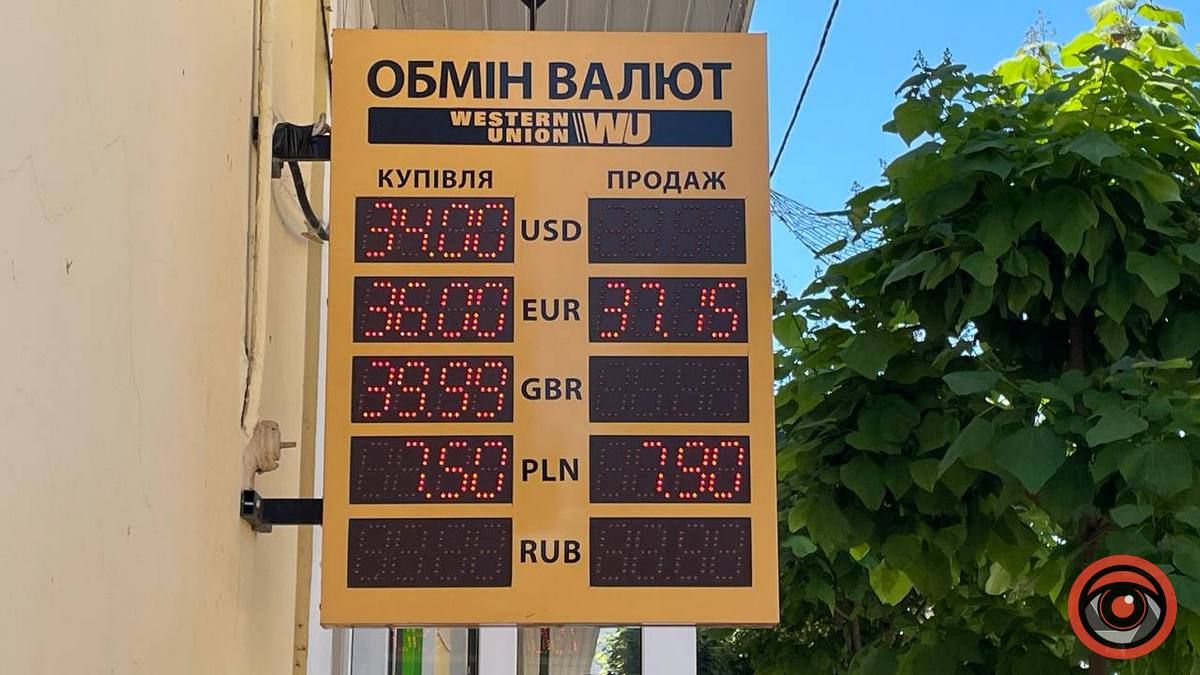 ОБМІН ВАЛЮТ
WESTERN
UNION WU
КУПІВЛЯ ПРОДАЖ
34.00 USD
36.00 EUR 37.15
39.99 GBR
7.50 PLN 7.90
RUB